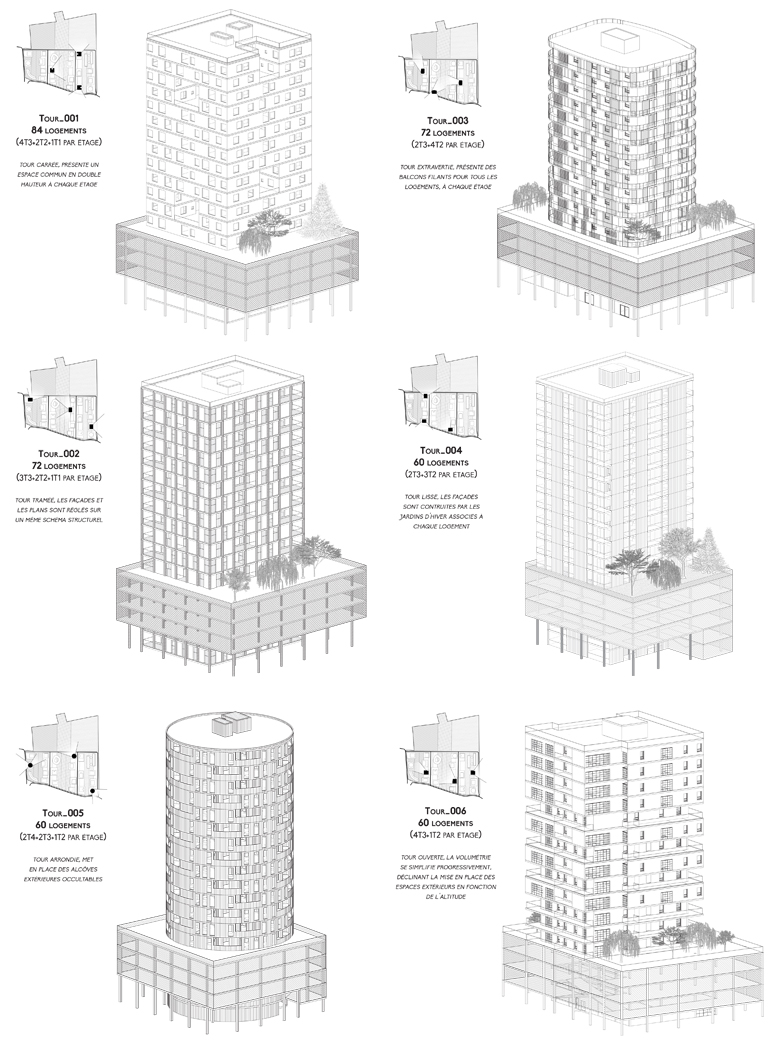 Tour_001
84 logements
(4T3+2T2+1T1 par etage)
Tour carrée, présente un
espace commun en double
hauteur à chaque etage
Tour_003
72 logements
(2T3+4T2 par etage)
Tour extravertie, présente des
balcons filants pour tous les
logements, à chaque etage
Tour_002
72 logements
(3T3+2T2+1T1 par etage)
Tour tramée, les façades et
les plans sont réglés sur
un même schéma structurel
Tour_004
60 logements
(2T3+3T2 par etage)
Tour lisse, les façades
sont contruites par les
jardins d'hiver associés à
chaque logement
Tour_005
60 logements
(2T4+2T3+1T2 par etage)
Tour arrondie, met
en place des alcôves
exterieures occultables
Tour_006
60 logements
(4T3+1T2 par etage)
Tour ouverte, la volumétrie
se simplifie progressivement,
déclinant la mise en place des
espaces extérieurs en fonction
de l'altitude